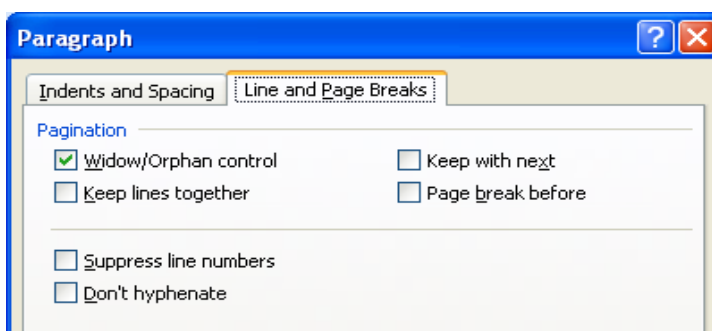 Paragraph
Indents and Spacing Line and Page Breaks
Pagination
Widow/Orphan control Keep with next
Keep lines together Page break before
Suppress line numbers
Don't hyphenate